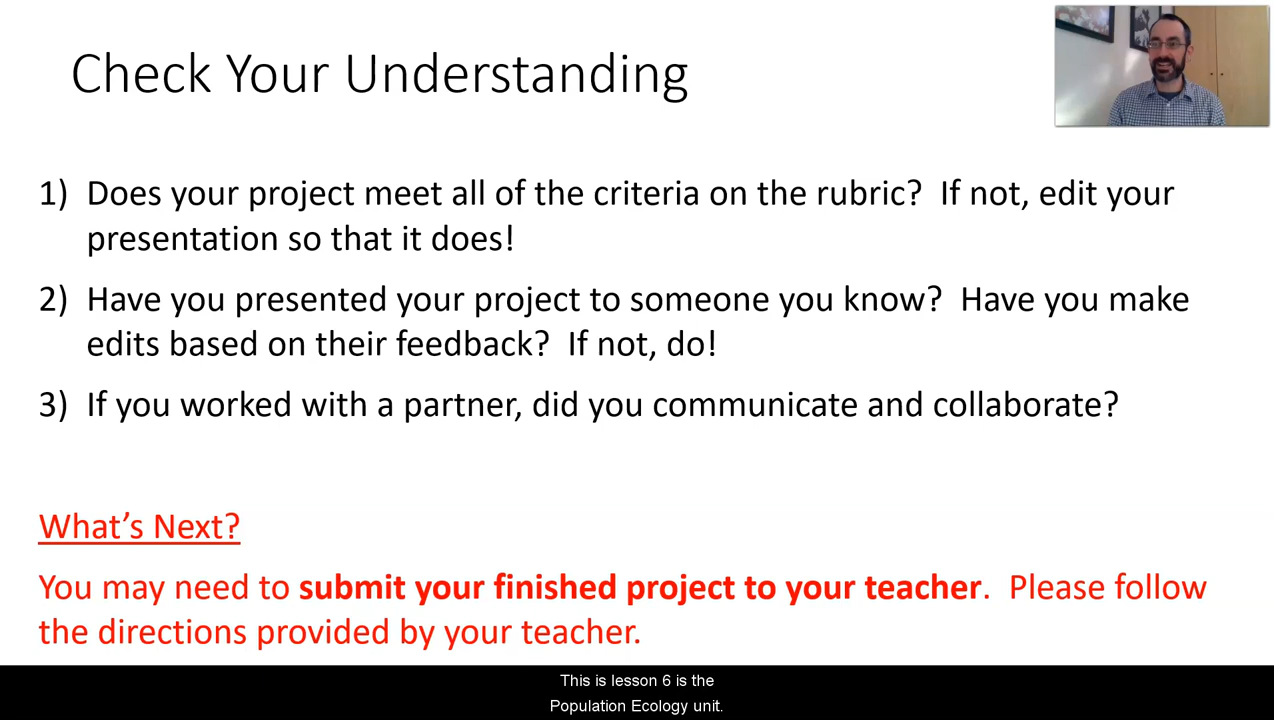 Check Your Understanding
1) Does your project meet all of the criteria on the rubric? If not, edit your
presentation so that it does!
2) Have you presented your project to someone you know? Have you make
edits based on their feedback? If not, do!
3) If you worked with a partner, did you communicate and collaborate?
What’s Next?
You may need to submit your finished project to your teacher. Please follow
the directions provided by your teacher.
This is lesson 6 is the
Population Ecology unit.